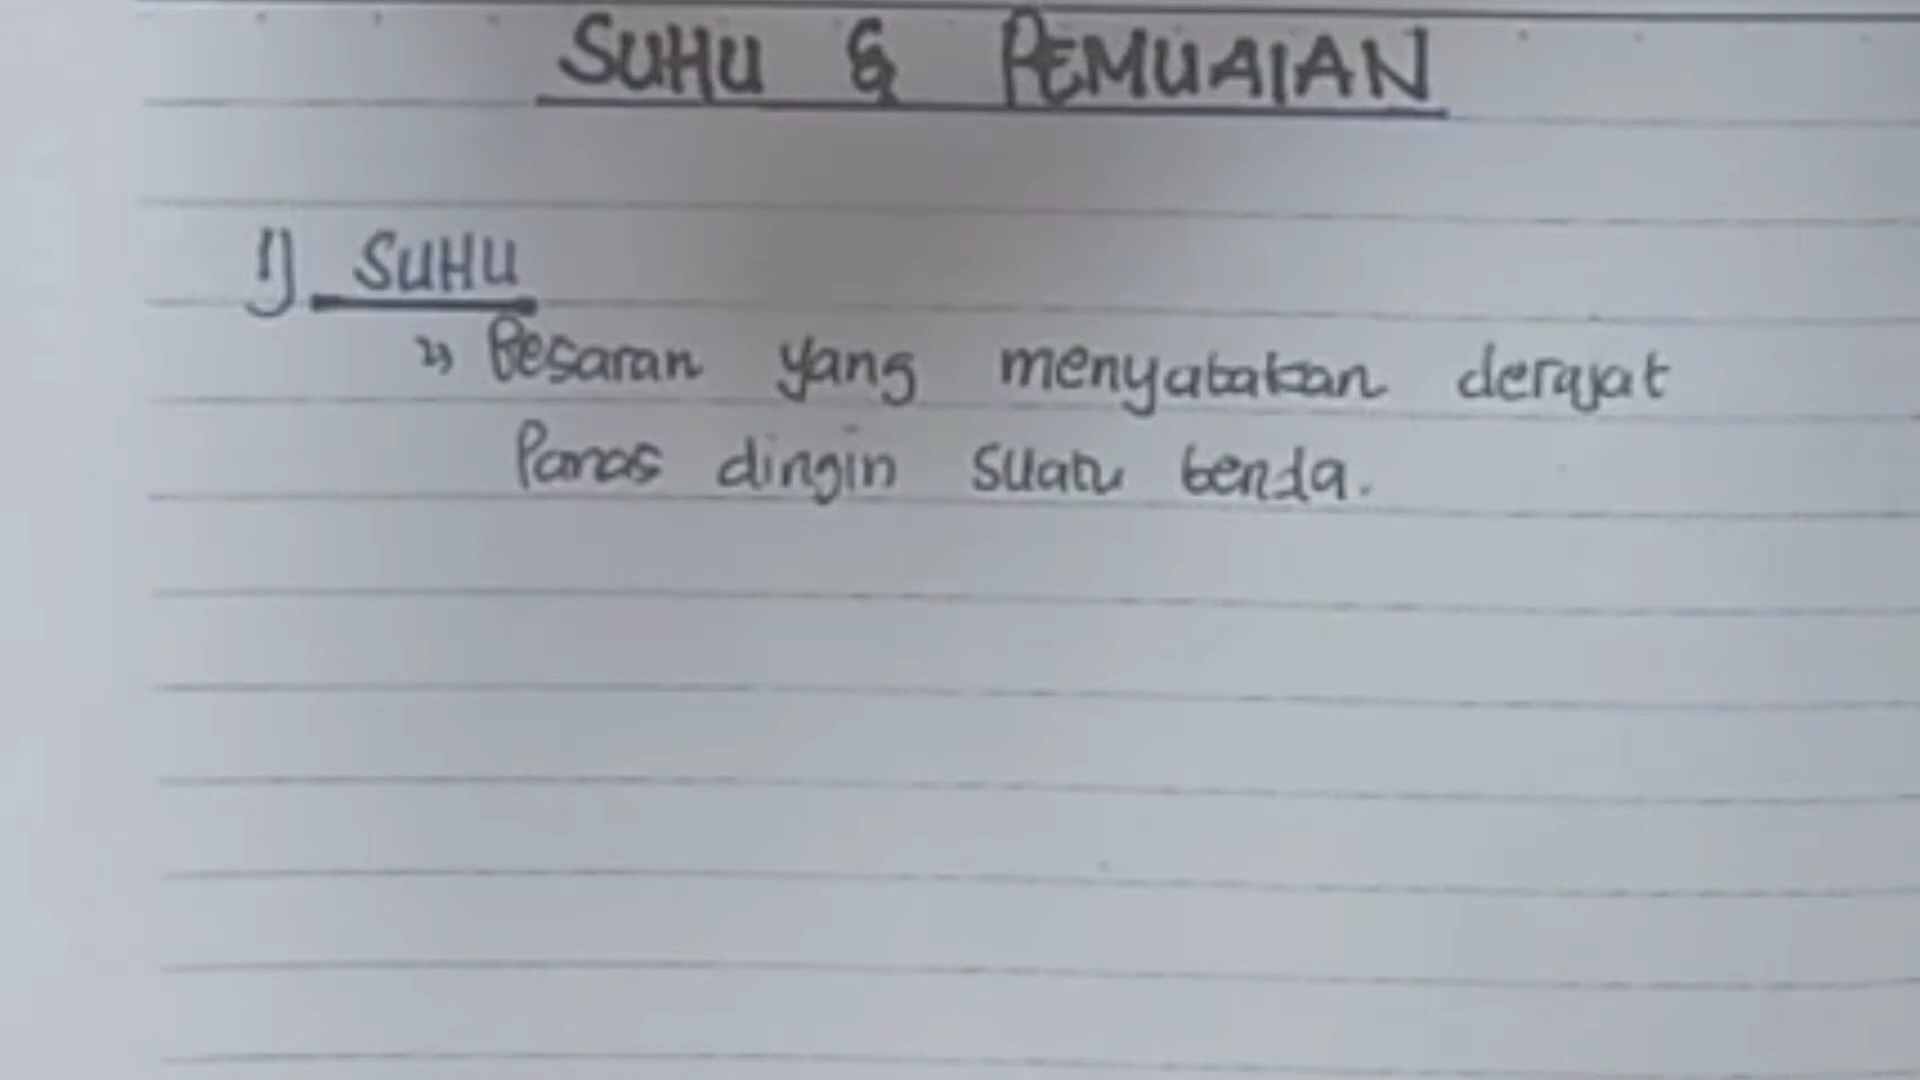 SUHU & PEMUAIAN
1) SUHU
Besaran yang menyatakan derajat
Panas dingin suatu benda.